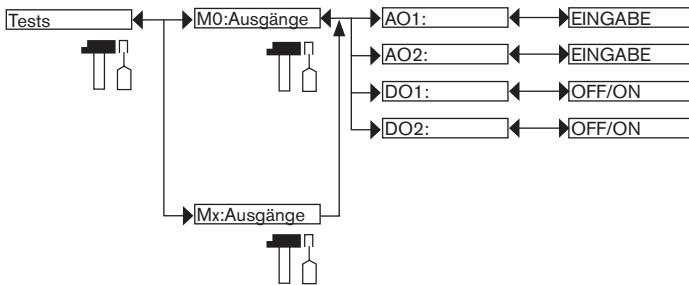 Tests M0:Ausgänge AO1: EINGABE
AO2: EINGABE
DO1: OFF/ON
DO2: OFF/ON
Mx:Ausgänge